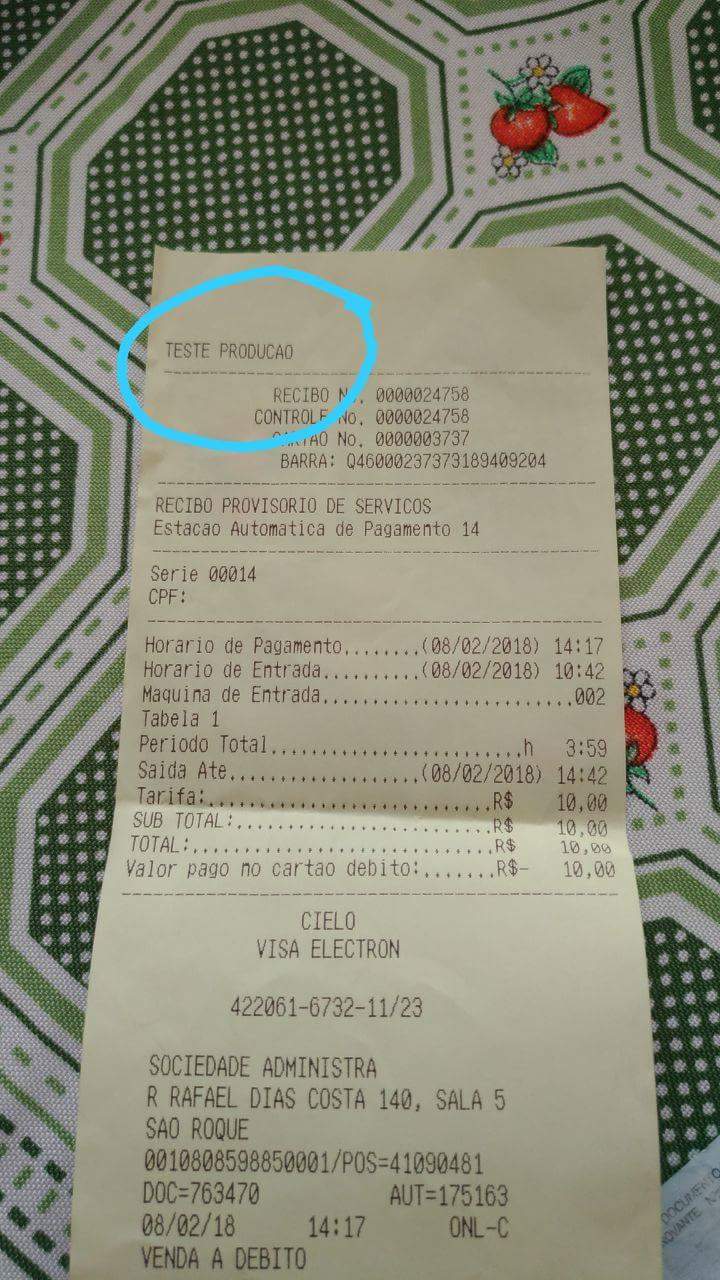 TESTE PRODUCAO
RECIBO No. 0000024758
CONTROLE No. 0000024758
CARTAO No. 0000003737
BARRA: Q46000237373189409204
RECIBO PROVISORIO DE SERVICOS
Estacao Automatica de Pagamento 14
Serie 00014
CPF:
Horario de Pagamento........(08/02/2018) 14:17
Horario de Entrada..........(08/02/2018) 10:42
Maquina de Entrada..........................002
Tabela 1
Periodo Total..........................h 3:59
Saida Ate...................(08/02/2018) 14:42
Tarifa:.............................R$ 10,00
SUB TOTAL:..........................R$ 10,00
TOTAL:..............................R$ 10,00
Valor pago no cartao debito:.......R$- 10,00
CIELO
VISA ELECTRON
422061-6732-11/23
SOCIEDADE ADMINISTRA
R RAFAEL DIAS COSTA 140, SALA 5
SAO ROQUE
0010808598850001/POS=41090481
DOC=763470 AUT=175163
08/02/18 14:17 ONL-C
VENDA A DEBITO
DOCUMENTO